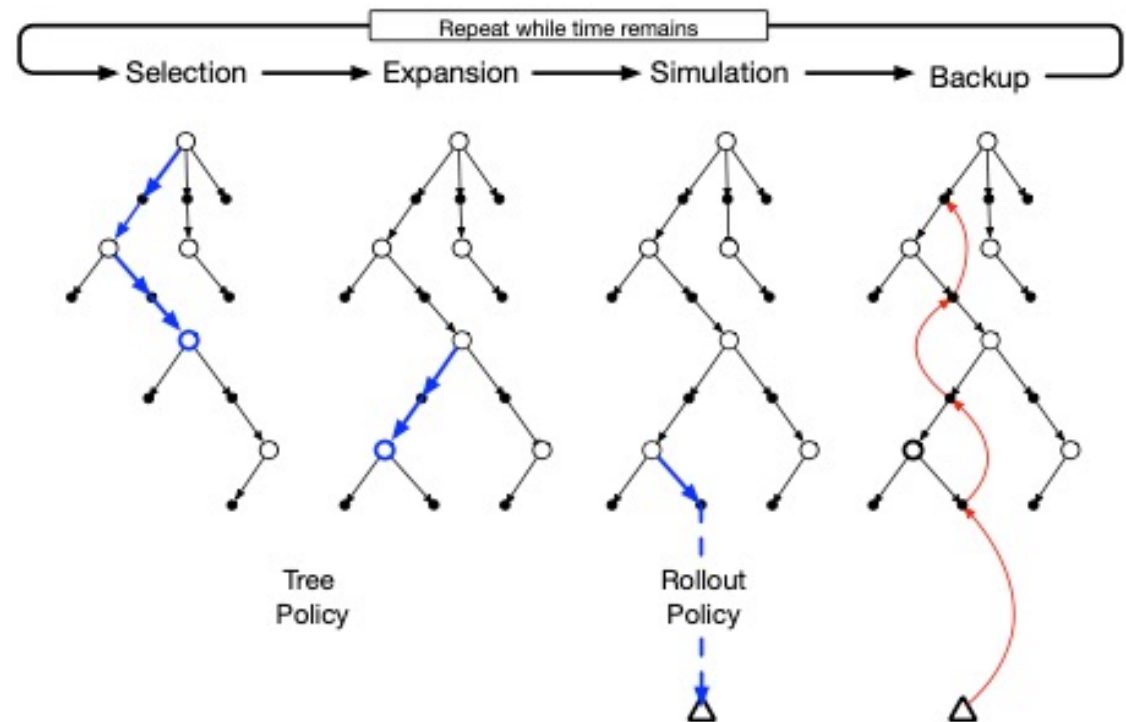 Repeat while time remains
Selection
Expansion
Simulation
Backup
Tree
Policy
Rollout
Policy